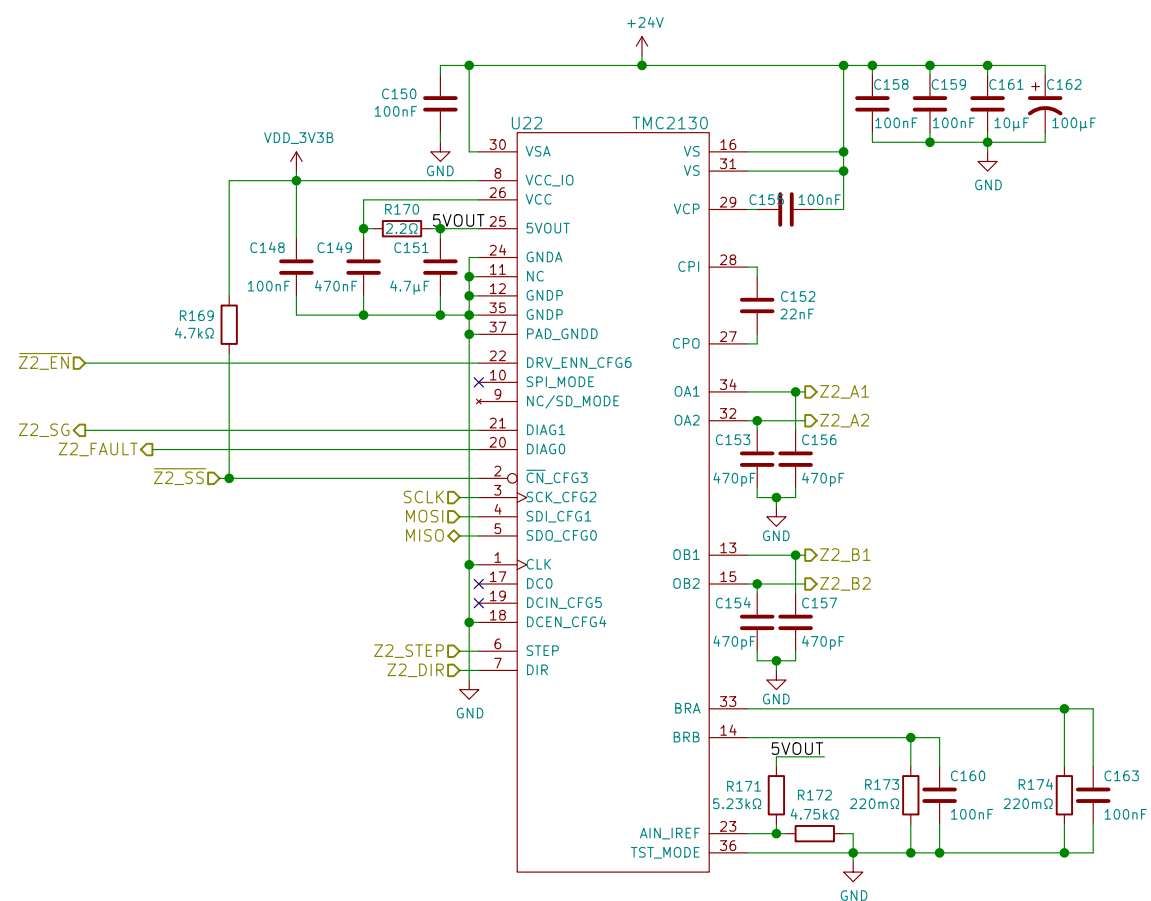 +24V
C150
100nF
GND
C158
100nF
C159
100nF
C161
10µF
+
C162
100µF
GND
U22
TMC2130
VDD_3V3B
30 VSA
8 VCC_IO
26 VCC
25 5VOUT
24 GNDA
11 NC
12 GNDP
35 GNDP
37 PAD_GNDD
22 DRV_ENN_CFG6
10 SPI_MODE
9 NC/SD_MODE
21 DIAG1
20 DIAG0
2 CN_CFG3
3 SCK_CFG2
4 SDI_CFG1
5 SDO_CFG0
1 CLK
17 DCO
19 DCIN_CFG5
18 DCEN_CFG4
6 STEP
7 DIR
R170
2.2Ω
5VOUT
C148
100nF
C149
470nF
C151
4.7µF
R169
4.7kΩ
Z2_EN
Z2_SG
Z2_FAULT
Z2_SS
SCLK
MOSI
MISO
Z2_STEP
Z2_DIR
GND
VS 16
VS 31
VCP 29
CPI 28
CPO 27
OA1 34
OA2 32
OB1 13
OB2 15
BRA 33
BRB 14
AIN_IREF 23
TST_MODE 36
C155
100nF
C152
22nF
Z2_A1
Z2_A2
C153
470pF
C156
470pF
GND
Z2_B1
Z2_B2
C154
470pF
C157
470pF
GND
5VOUT
R171
5.23kΩ
R172
4.75kΩ
R173
220mΩ
C160
100nF
R174
220mΩ
C163
100nF
GND